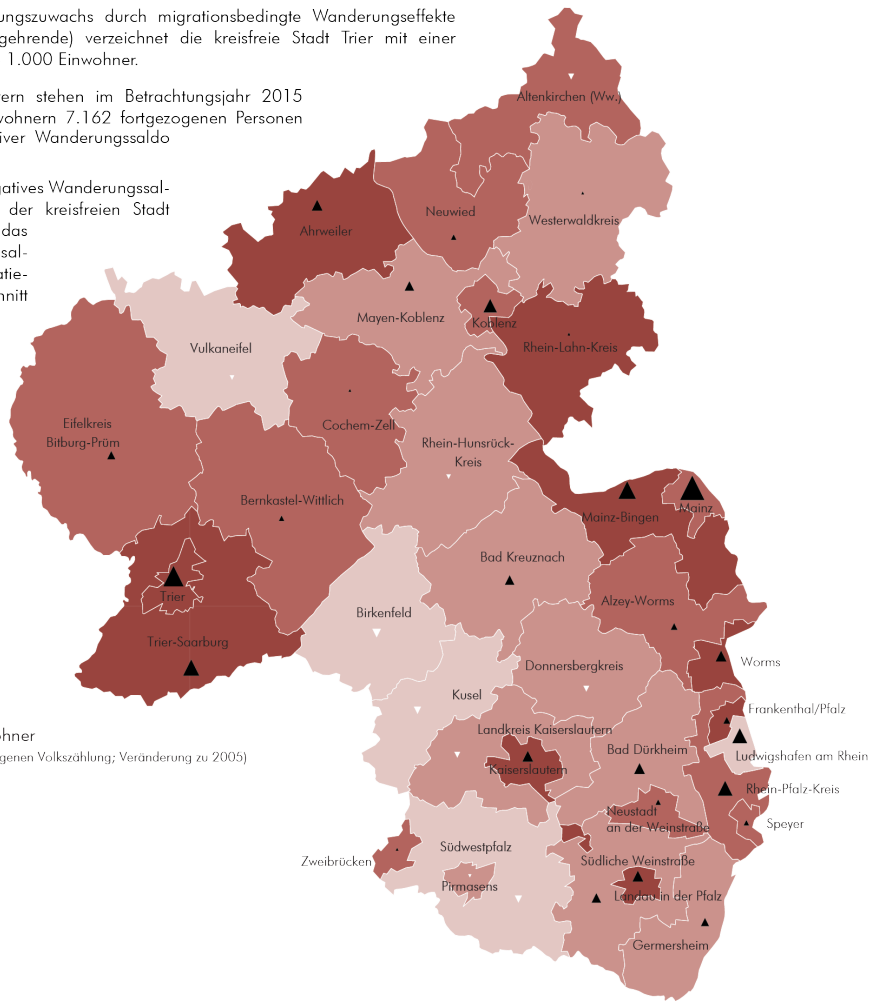 ungszuwachs durch migrationsbedingte Wanderungseffekte
gehrende) verzeichnet die kreisfreie Stadt Trier mit einer
1.000 Einwohner.
ern stehen im Betrachtungsjahr 2015
wohnern 7.162 fortgezogenen Personen
iver Wanderungssaldo
gatives Wanderungssal-
der kreisfreien Stadt
das
sal-
atie-
nitt
Altenkirchen (Ww.)
Neuwied
Westerwaldkreis
Ahrweiler
Mayen-Koblenz
Koblenz
Vulkaneifel
Rhein-Lahn-Kreis
Eifelkreis
Bitburg-Prüm
Cochem-Zell
Rhein-Hunsrück-
Kreis
Bernkastel-Wittlich
Mainz
Mainz-Bingen
Bad Kreuznach
Trier
Alzey-Worms
Birkenfeld
Trier-Saarburg
Donnersbergkreis
Worms
Kusel
Frankenthal/Pfalz
ohner
genen Volkszählung; Veränderung zu 2005)
Landkreis Kaiserslautern
Bad Dürkheim
Ludwigshafen am Rhein
Kaiserslautern
Rhein-Pfalz-Kreis
Neustadt
an der Weinstraße
Speyer
Südwestpfalz
Zweibrücken
Südliche Weinstraße
Pirmasens
Landau in der Pfalz
Germersheim